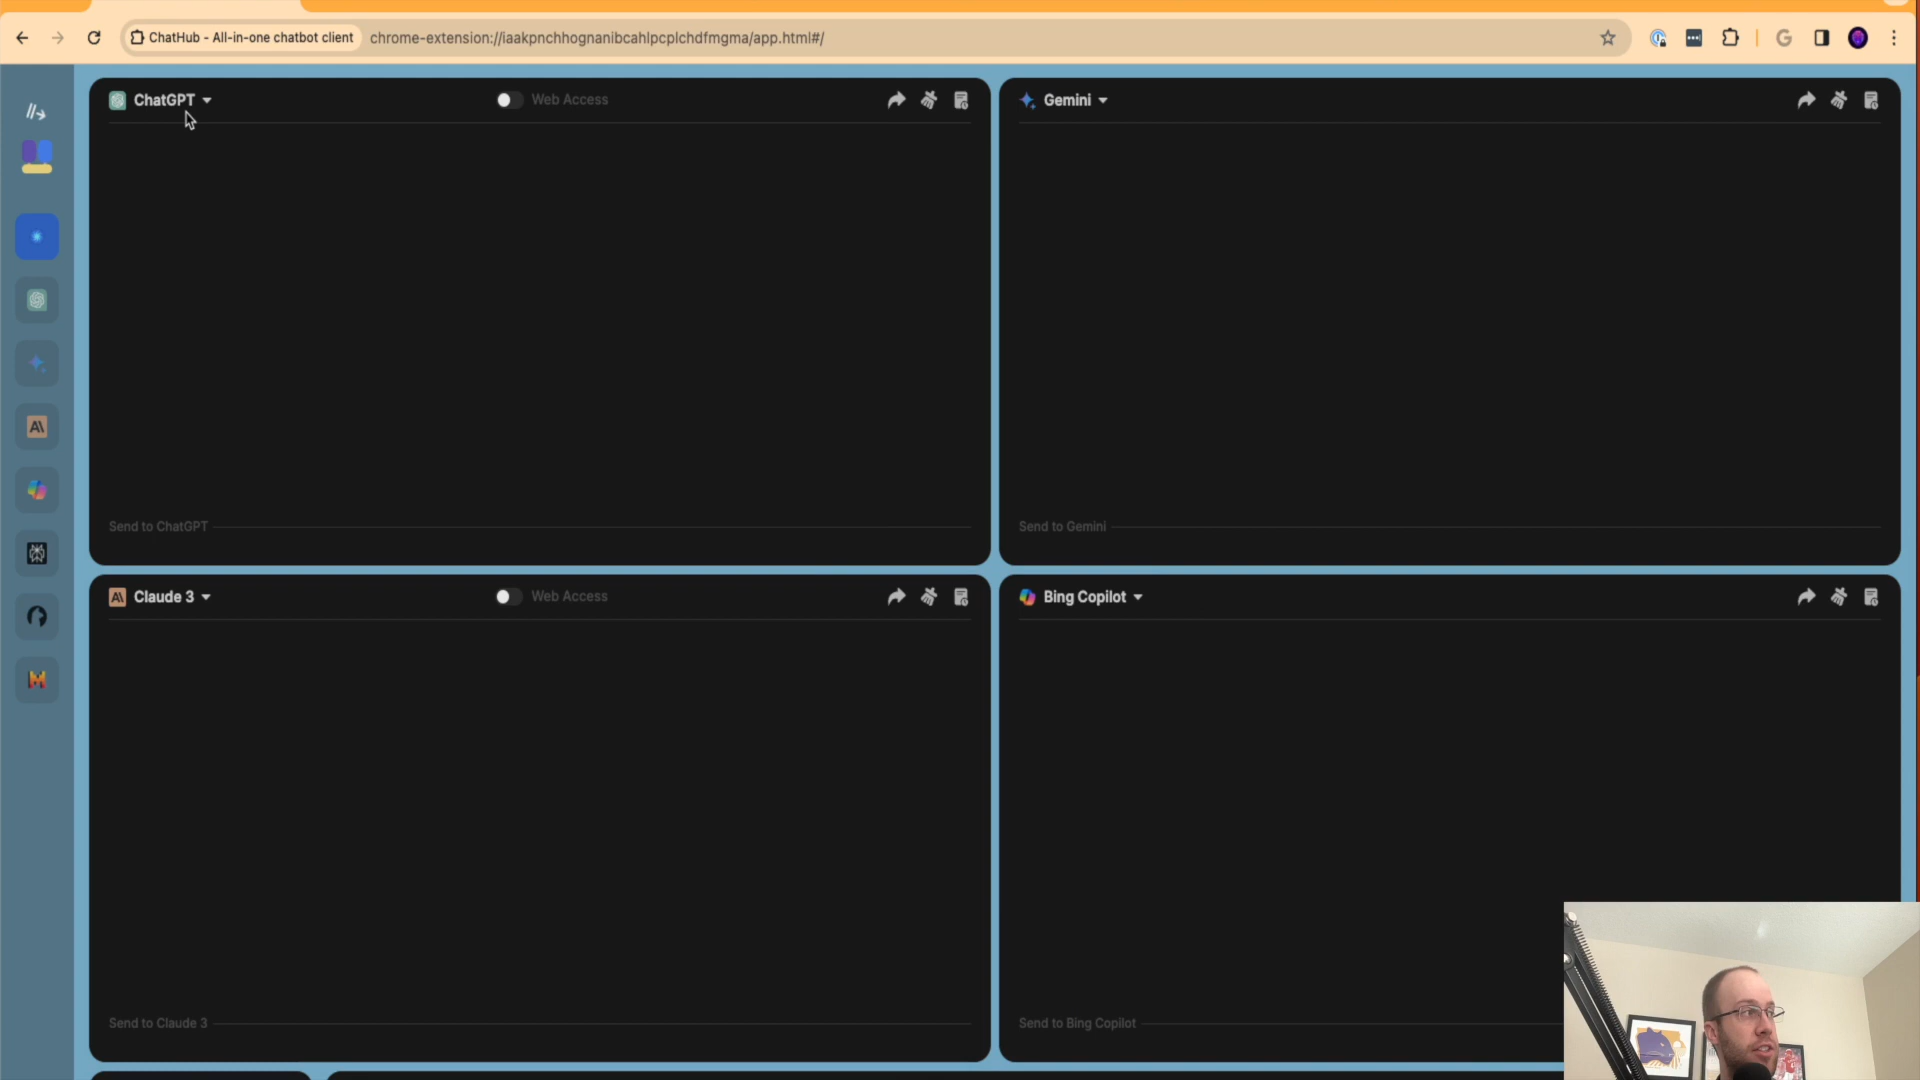 ChatHub - All-in-one chatbot client
chrome-extension://iaakpnchhognanibcahlpcplchdfmgma/app.html#/
ChatGPT
Web Access
Gemini
Send to ChatGPT
Send to Gemini
Claude 3
Web Access
Bing Copilot
Send to Claude 3
Send to Bing Copilot